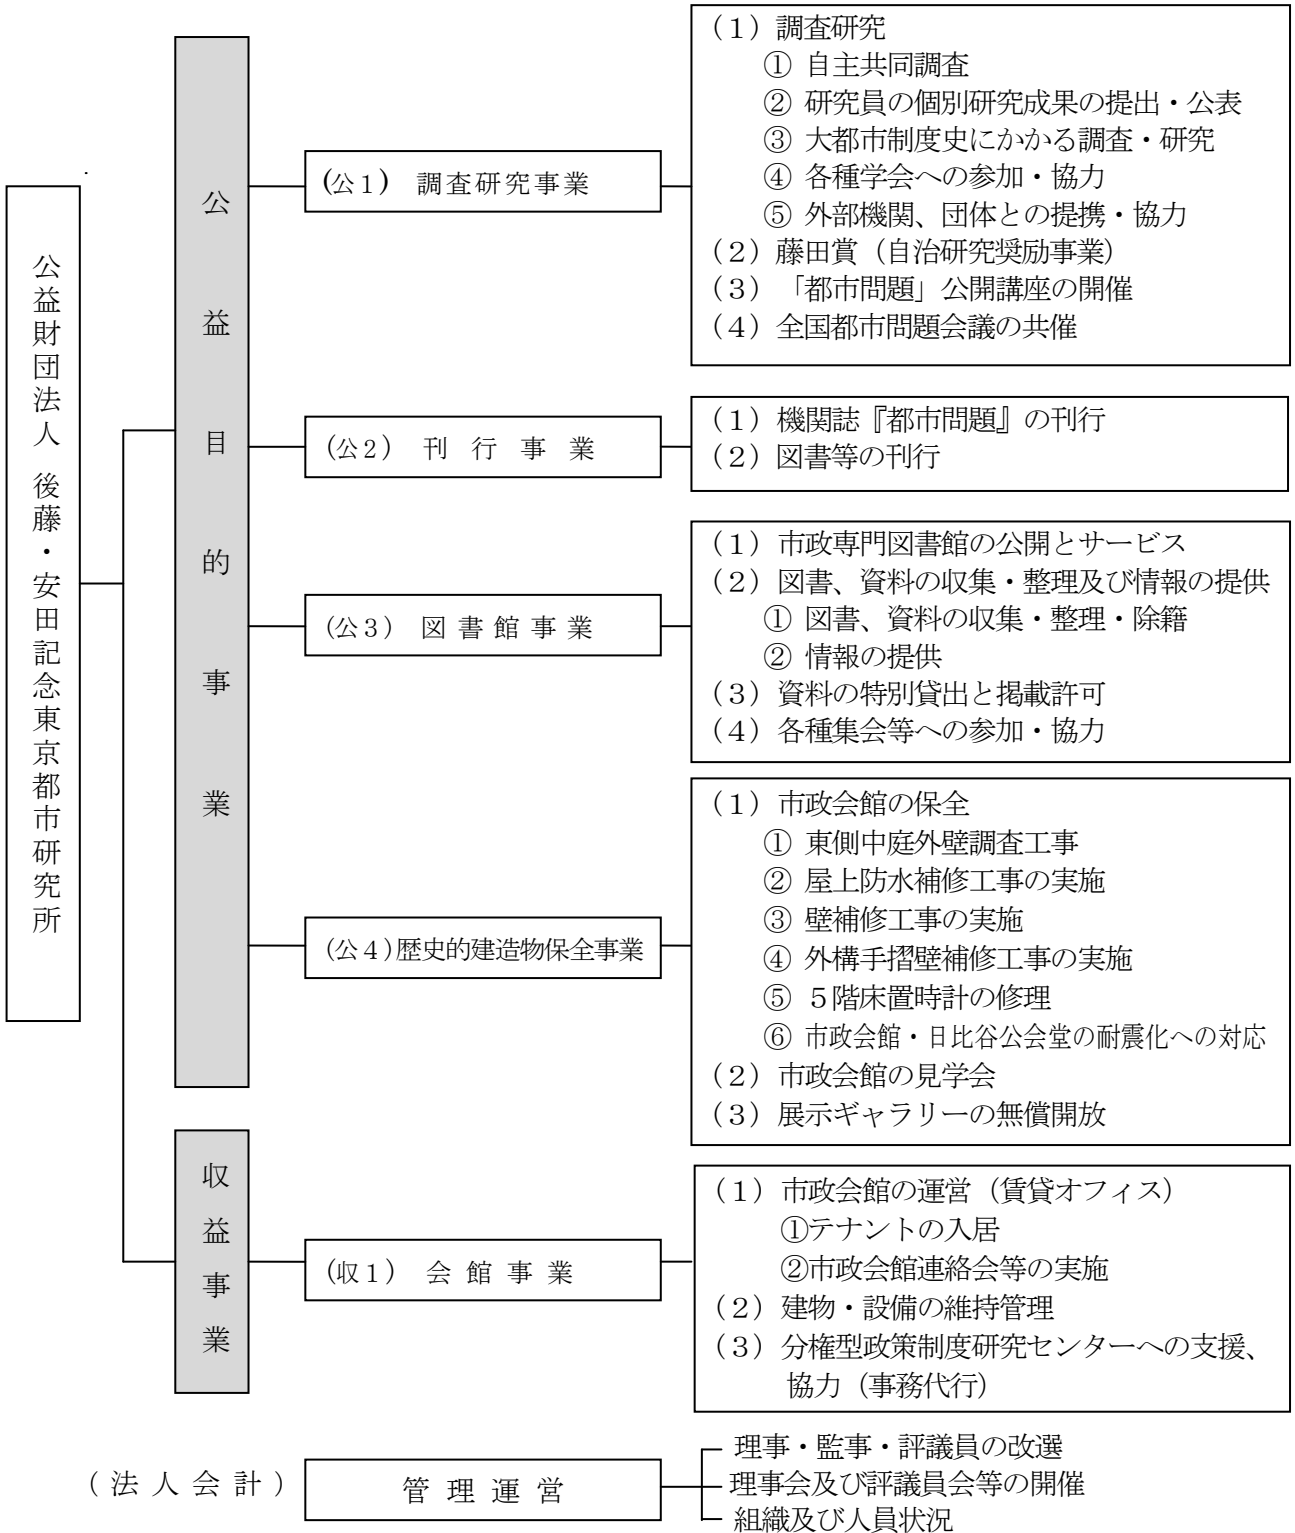 公益財団法人 後藤・安田記念東京都市研究所
公益目的事業
(公1) 調査研究事業
(1) 調査研究
① 自主共同調査
② 研究員の個別研究成果の提出・公表
③ 大都市制度史にかかる調査・研究
④ 各種学会への参加・協力
⑤ 外部機関、団体との提携・協力
(2) 藤田賞(自治研究奨励事業)
(3) 「都市問題」公開講座の開催
(4) 全国都市問題会議の共催
(公2) 刊行事業
(1) 機関誌『都市問題』の刊行
(2) 図書等の刊行
(公3) 図書館事業
(1) 市政専門図書館の公開とサービス
(2) 図書、資料の収集・整理及び情報の提供
① 図書、資料の収集・整理・除籍
② 情報の提供
(3) 資料の特別貸出と掲載許可
(4) 各種集会等への参加・協力
(公4)歴史的建造物保全事業
(1) 市政会館の保全
① 東側中庭外壁調査工事
② 屋上防水補修工事の実施
③ 壁補修工事の実施
④ 外構手摺壁補修工事の実施
⑤ 5階床置時計の修理
⑥ 市政会館・日比谷公会堂の耐震化への対応
(2) 市政会館の見学会
(3) 展示ギャラリーの無償開放
収益事業
(収1) 会館事業
(1) 市政会館の運営(賃貸オフィス)
①テナントの入居
②市政会館連絡会等の実施
(2) 建物・設備の維持管理
(3) 分権型政策制度研究センターへの支援、
協力(事務代行)
(法人会計)
管理運営
理事・監事・評議員の改選
理事会及び評議員会等の開催
組織及び人員状況